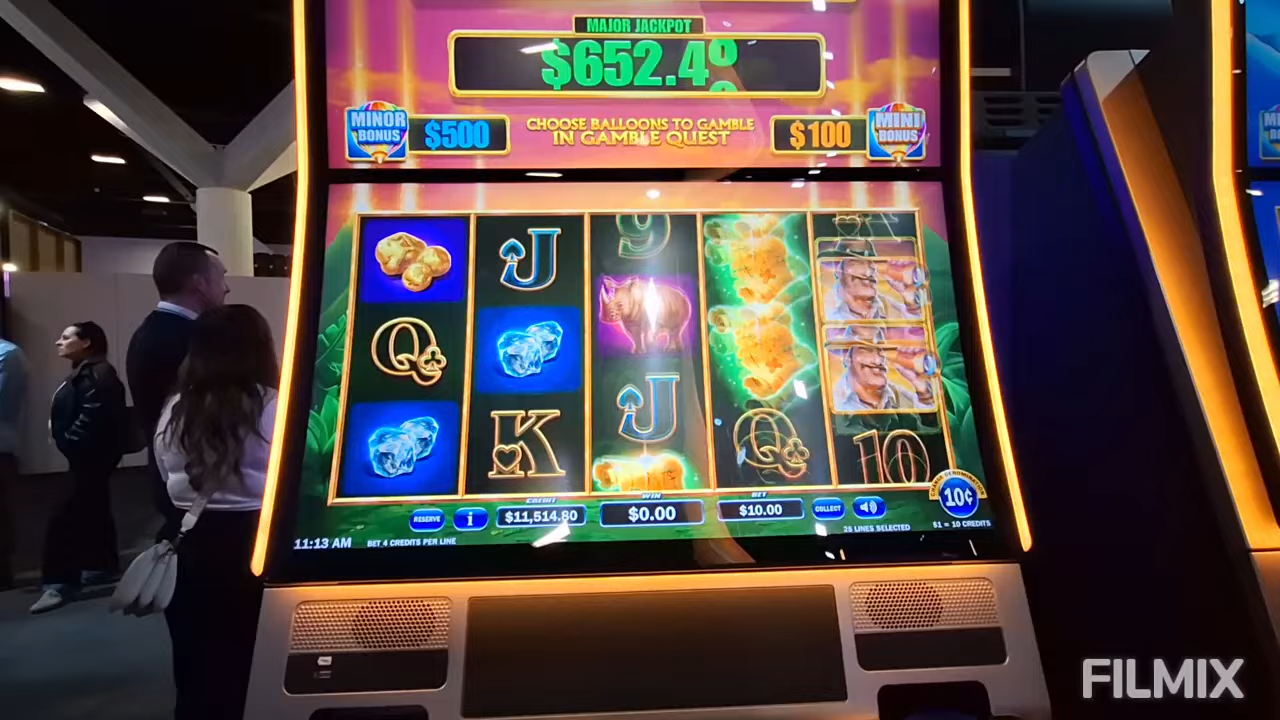 MAJOR JACKPOT
$652.4
MINOR BONUS
$500
CHOOSE BALLOONS TO GAMBLE
IN GAMBLE QUEST
$100
MINI BONUS
J
9
Q
J
K
Q
10
CHANGE DENOMINATION
10¢
$1 = 10 CREDITS
RESERVE
i
CREDIT
$11,514.80
WIN
$0.00
BET
$10.00
COLLECT
25 LINES SELECTED
11:13 AM
BET 4 CREDITS PER LINE
FILMIX